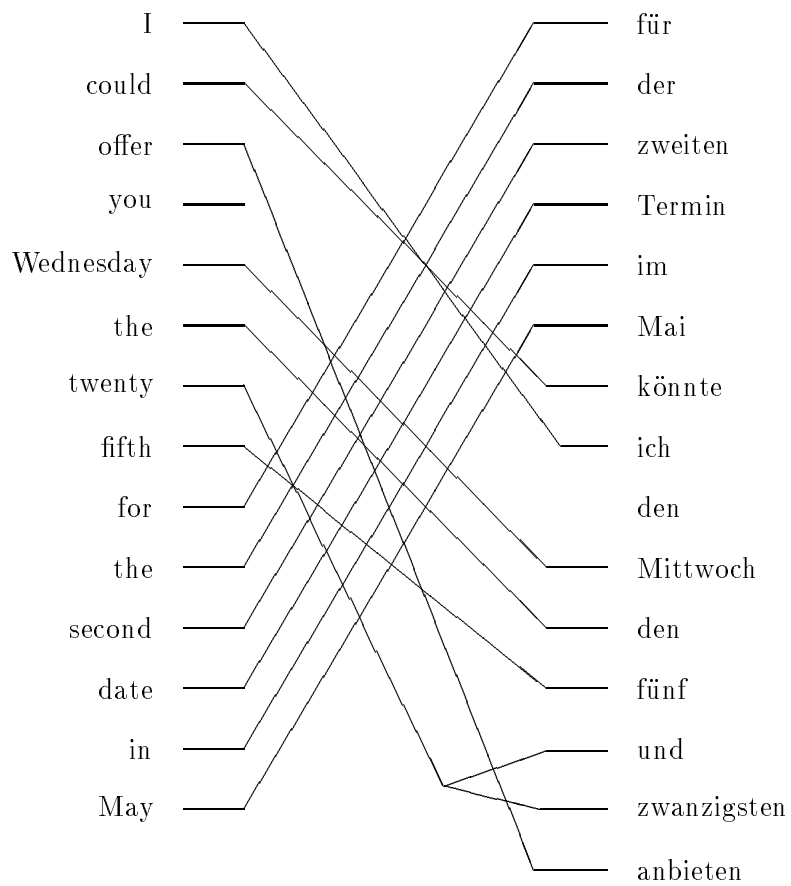 I für
could der
offer zweiten
you Termin
Wednesday im
the Mai
twenty könnte
fifth ich
for den
the Mittwoch
second den
date fünf
in und
May zwanzigsten
anbieten